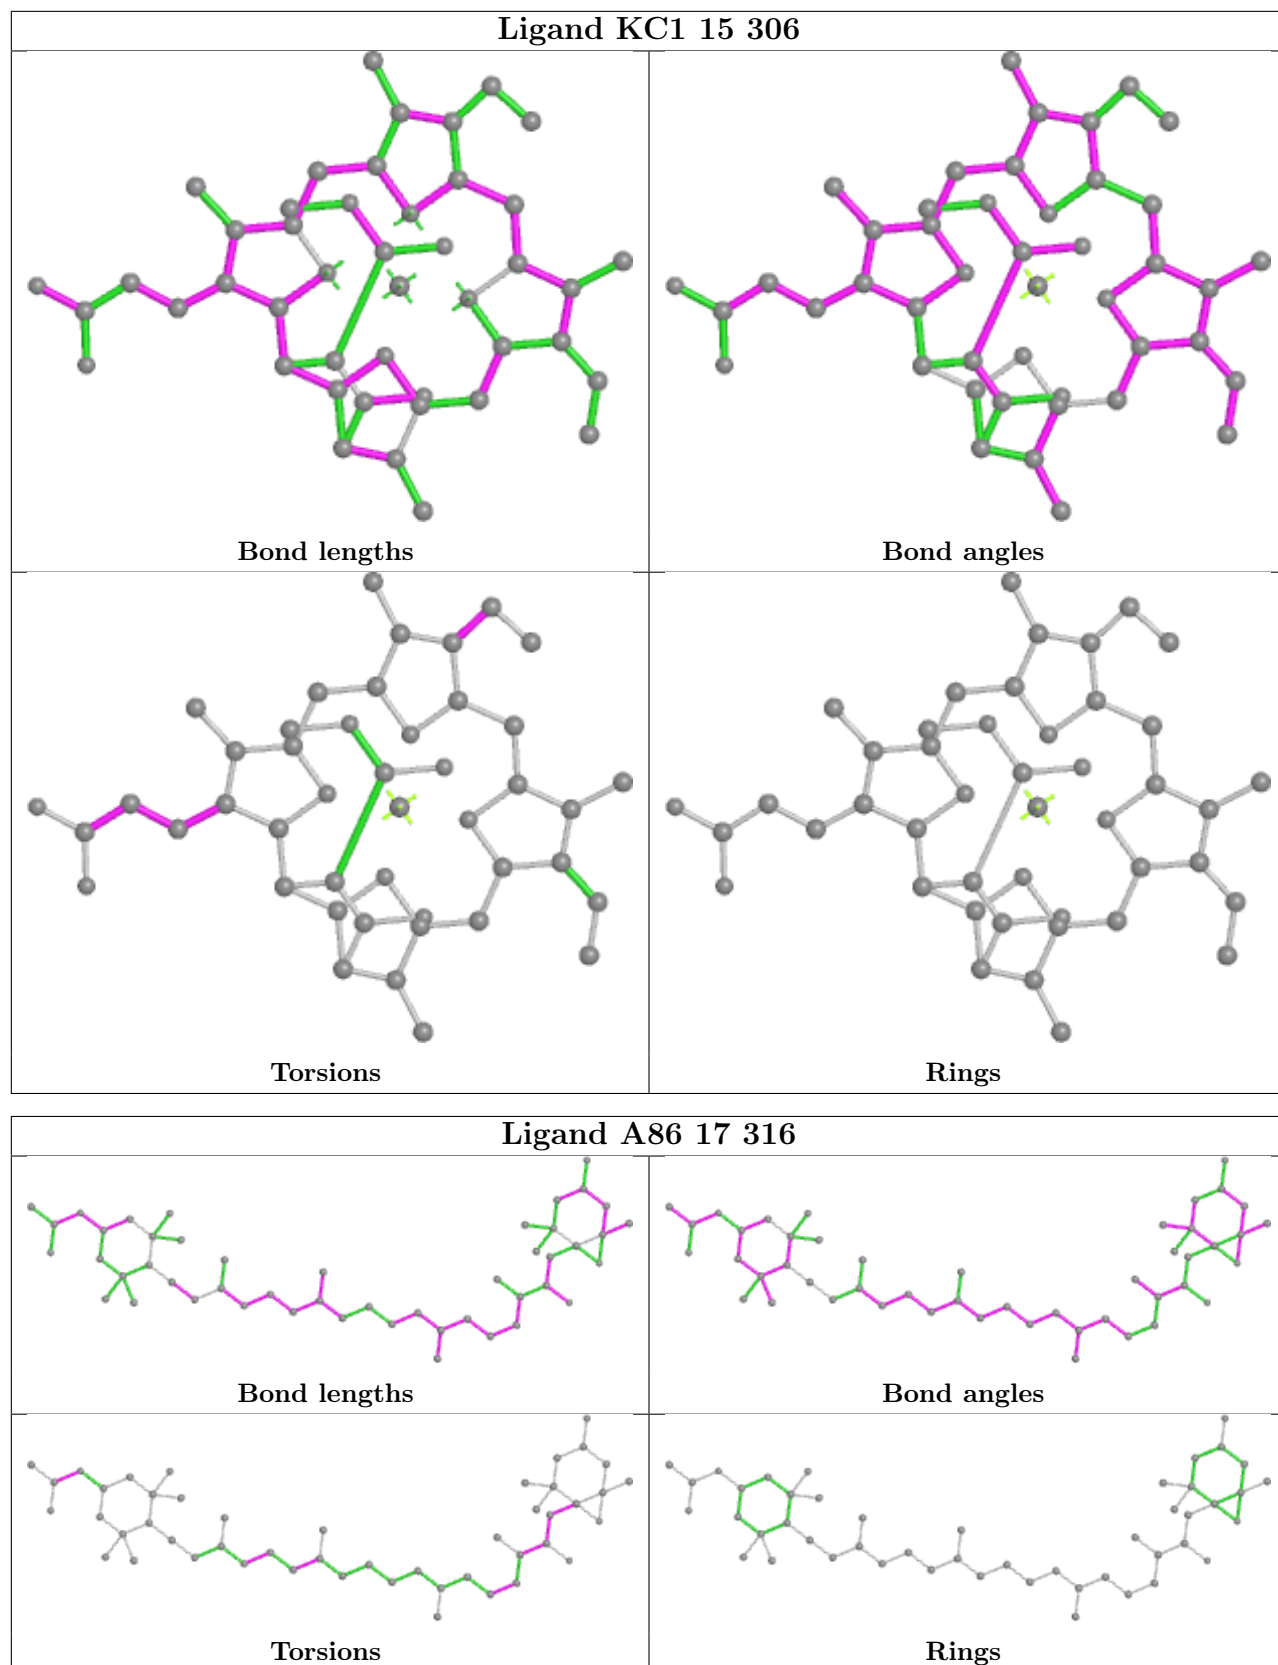 Ligand KC1 15 306
Bond lengths
Bond angles
Torsions
Rings
Ligand A86 17 316
Bond lengths
Bond angles
Torsions
Rings